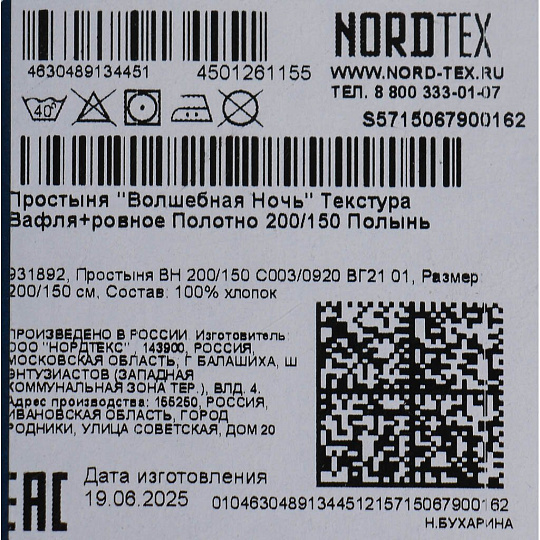 NORDTEX
4630489134451
4501261155
WWW.NORD-TEX.RU
ТЕЛ. 8 800 333-01-07
40°
S5715067900162
Простыня "Волшебная Ночь" Текстура
Вафля+ровное Полотно 200/150 Полынь
931892, Простыня ВН 200/150 С003/0920 ВГ21 01, Размер:
200/150 см, Состав: 100% хлопок
ПРОИЗВЕДЕНО В РОССИИ. Изготовитель:
ООО "НОРДТЕКС", 143900, РОССИЯ,
МОСКОВСКАЯ ОБЛАСТЬ, Г БАЛАШИХА, Ш
ЭНТУЗИАСТОВ (ЗАПАДНАЯ
КОММУНАЛЬНАЯ ЗОНА ТЕР.), ВЛД. 4.
Адрес производства: 155250, РОССИЯ,
ИВАНОВСКАЯ ОБЛАСТЬ, ГОРОД
РОДНИКИ, УЛИЦА СОВЕТСКАЯ, ДОМ 20
EAC
Дата изготовления
19.06.2025
0104630489134451215715067900162
Н.БУХАРИНА